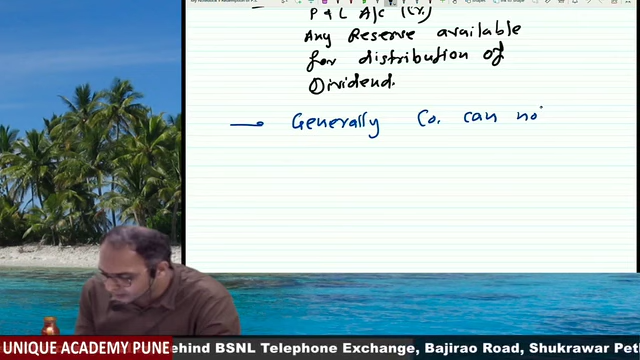 P & L A/c (Cr.)
Any Reserve available
for distribution of
Dividend.
→ Generally Co. can no
UNIQUE ACADEMY PUNE
ehind BSNL Telephone Exchange, Bajirao Road, Shukrawar Pet